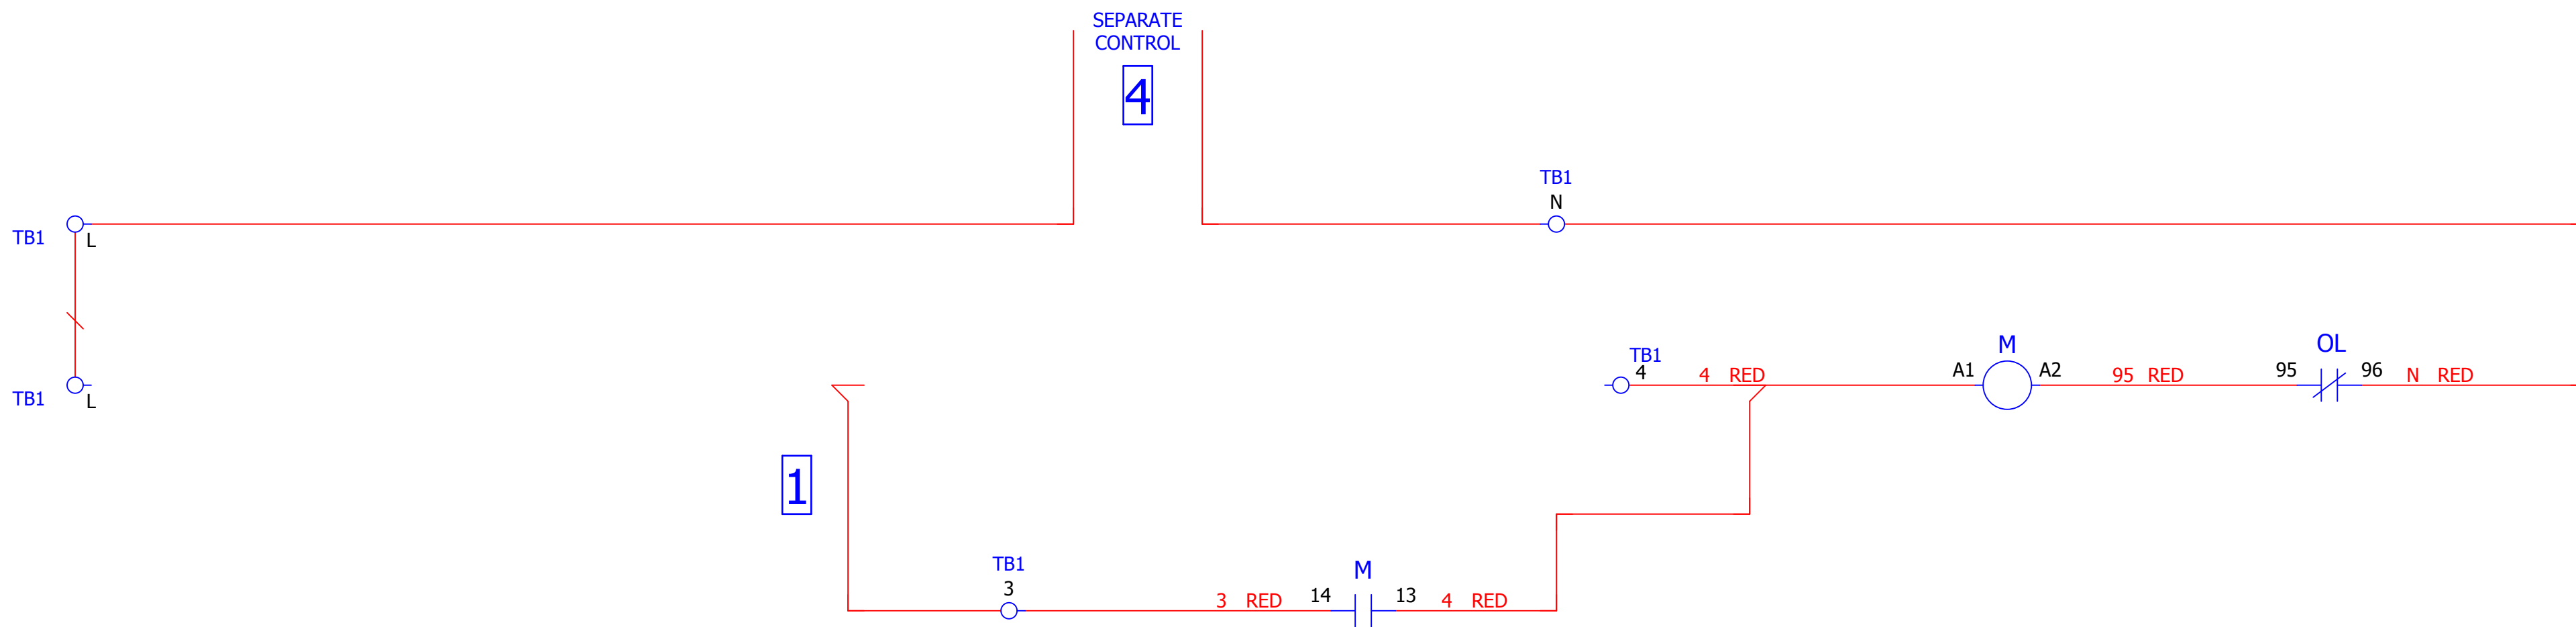 SEPARATE
CONTROL
4
TB1
N
TB1
L
TB1
4
4 RED
A1
M
A2
95 RED
95
OL
96
N RED
TB1
L
1
TB1
3
3 RED
14
M
13
4 RED